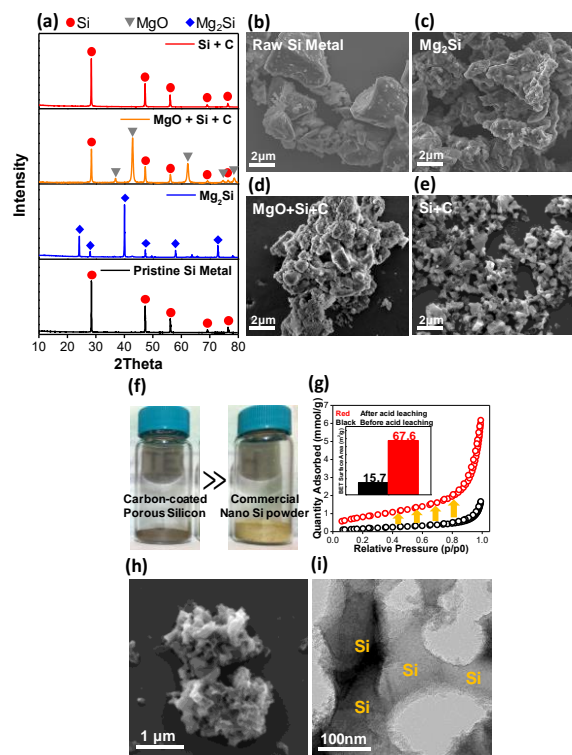 (a)
Si
MgO
Mg₂Si
Si + C
MgO + Si + C
Mg₂Si
Pristine Si Metal
Intensity
10 20 30 40 50 60 70 80
2Theta
(b)
Raw Si Metal
2µm
(c)
Mg₂Si
2µm
(d)
MgO+Si+C
2µm
(e)
Si+C
2µm
(f)
Carbon-coated
Porous Silicon
>>
Commercial
Nano Si powder
(g)
Quantity Adsorbed (mmol/g)
7
6
5
4
3
2
1
0
Red After acid leaching
Black Before acid leaching
BET Surface Area (m²/g)
67.6
15.7
0.0 0.2 0.4 0.6 0.8 1.0
Relative Pressure (p/p0)
(h)
1 µm
(i)
Si
Si
Si
Si
100nm